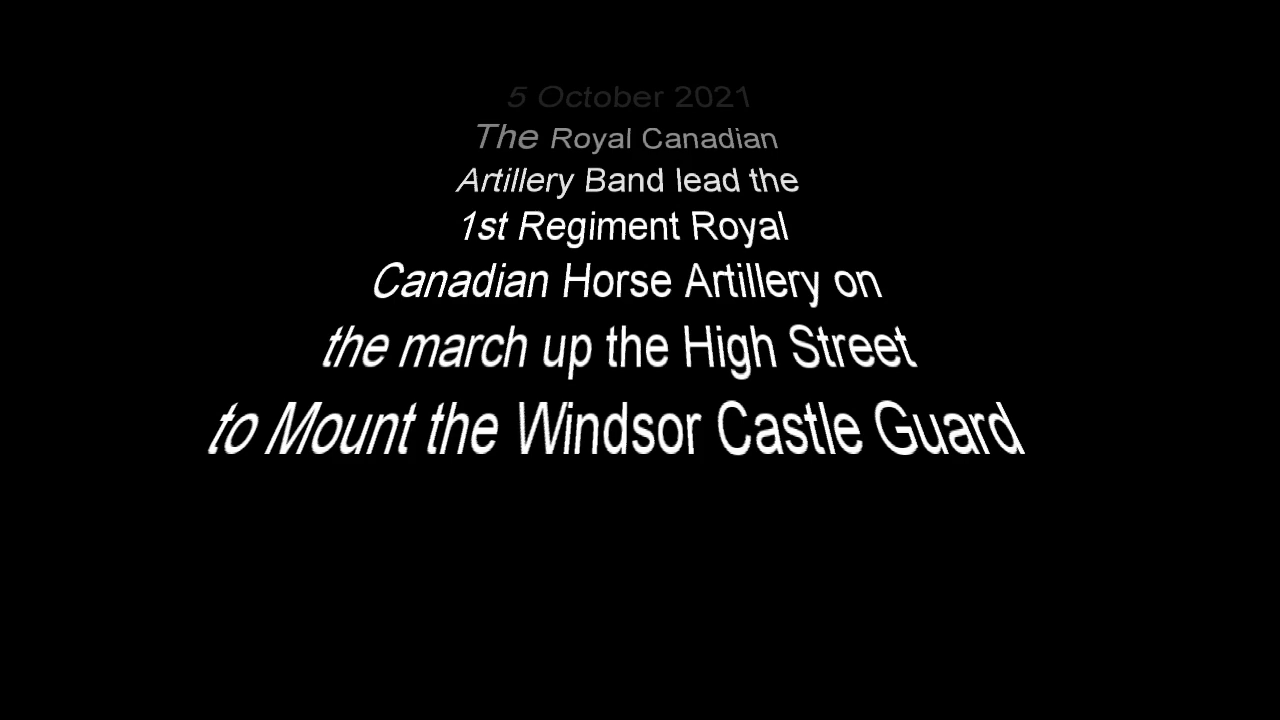 5 October 2021
The Royal Canadian
Artillery Band lead the
1st Regiment Royal
Canadian Horse Artillery on
the march up the High Street
to Mount the Windsor Castle Guard